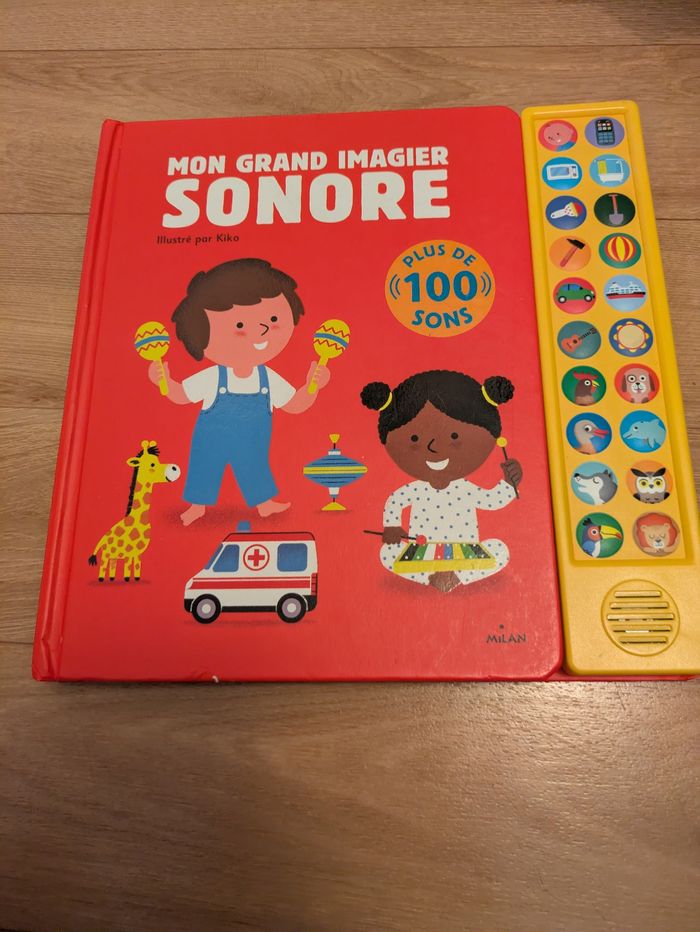 MON GRAND IMAGIER
SONORE
Illustré par Kiko
PLUS DE
100
SONS
MiLAN